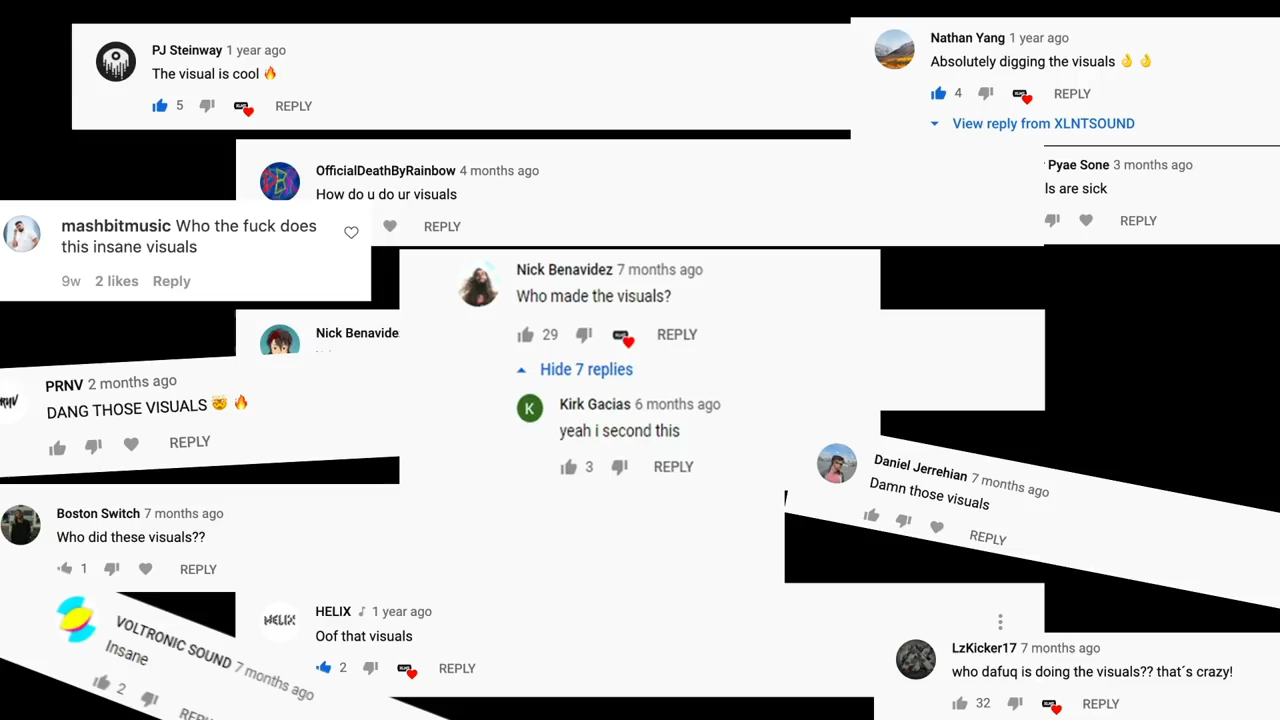 PJ Steinway 1 year ago
The visual is cool 🔥
5 REPLY
Nathan Yang 1 year ago
Absolutely digging the visuals 👌 👌
4 REPLY
View reply from XLNTSOUND
OfficialDeathByRainbow 4 months ago
How do u do ur visuals
REPLY
Pyae Sone 3 months ago
ls are sick
REPLY
mashbitmusic Who the fuck does
this insane visuals
9w 2 likes Reply
Nick Benavidez 7 months ago
Who made the visuals?
29 REPLY
Hide 7 replies
K
Kirk Gacias 6 months ago
yeah i second this
3 REPLY
Nick Benavide
PRNV 2 months ago
DANG THOSE VISUALS 🤯 🔥
REPLY
Daniel Jerrehian 7 months ago
Damn those visuals
REPLY
Boston Switch 7 months ago
Who did these visuals??
1 REPLY
VOLTRONIC SOUND 7 months ago
Insane
2 REPL
HELIX
HELIX ♪ 1 year ago
Oof that visuals
2 REPLY
LzKicker17 7 months ago
who dafuq is doing the visuals?? that´s crazy!
32 REPLY